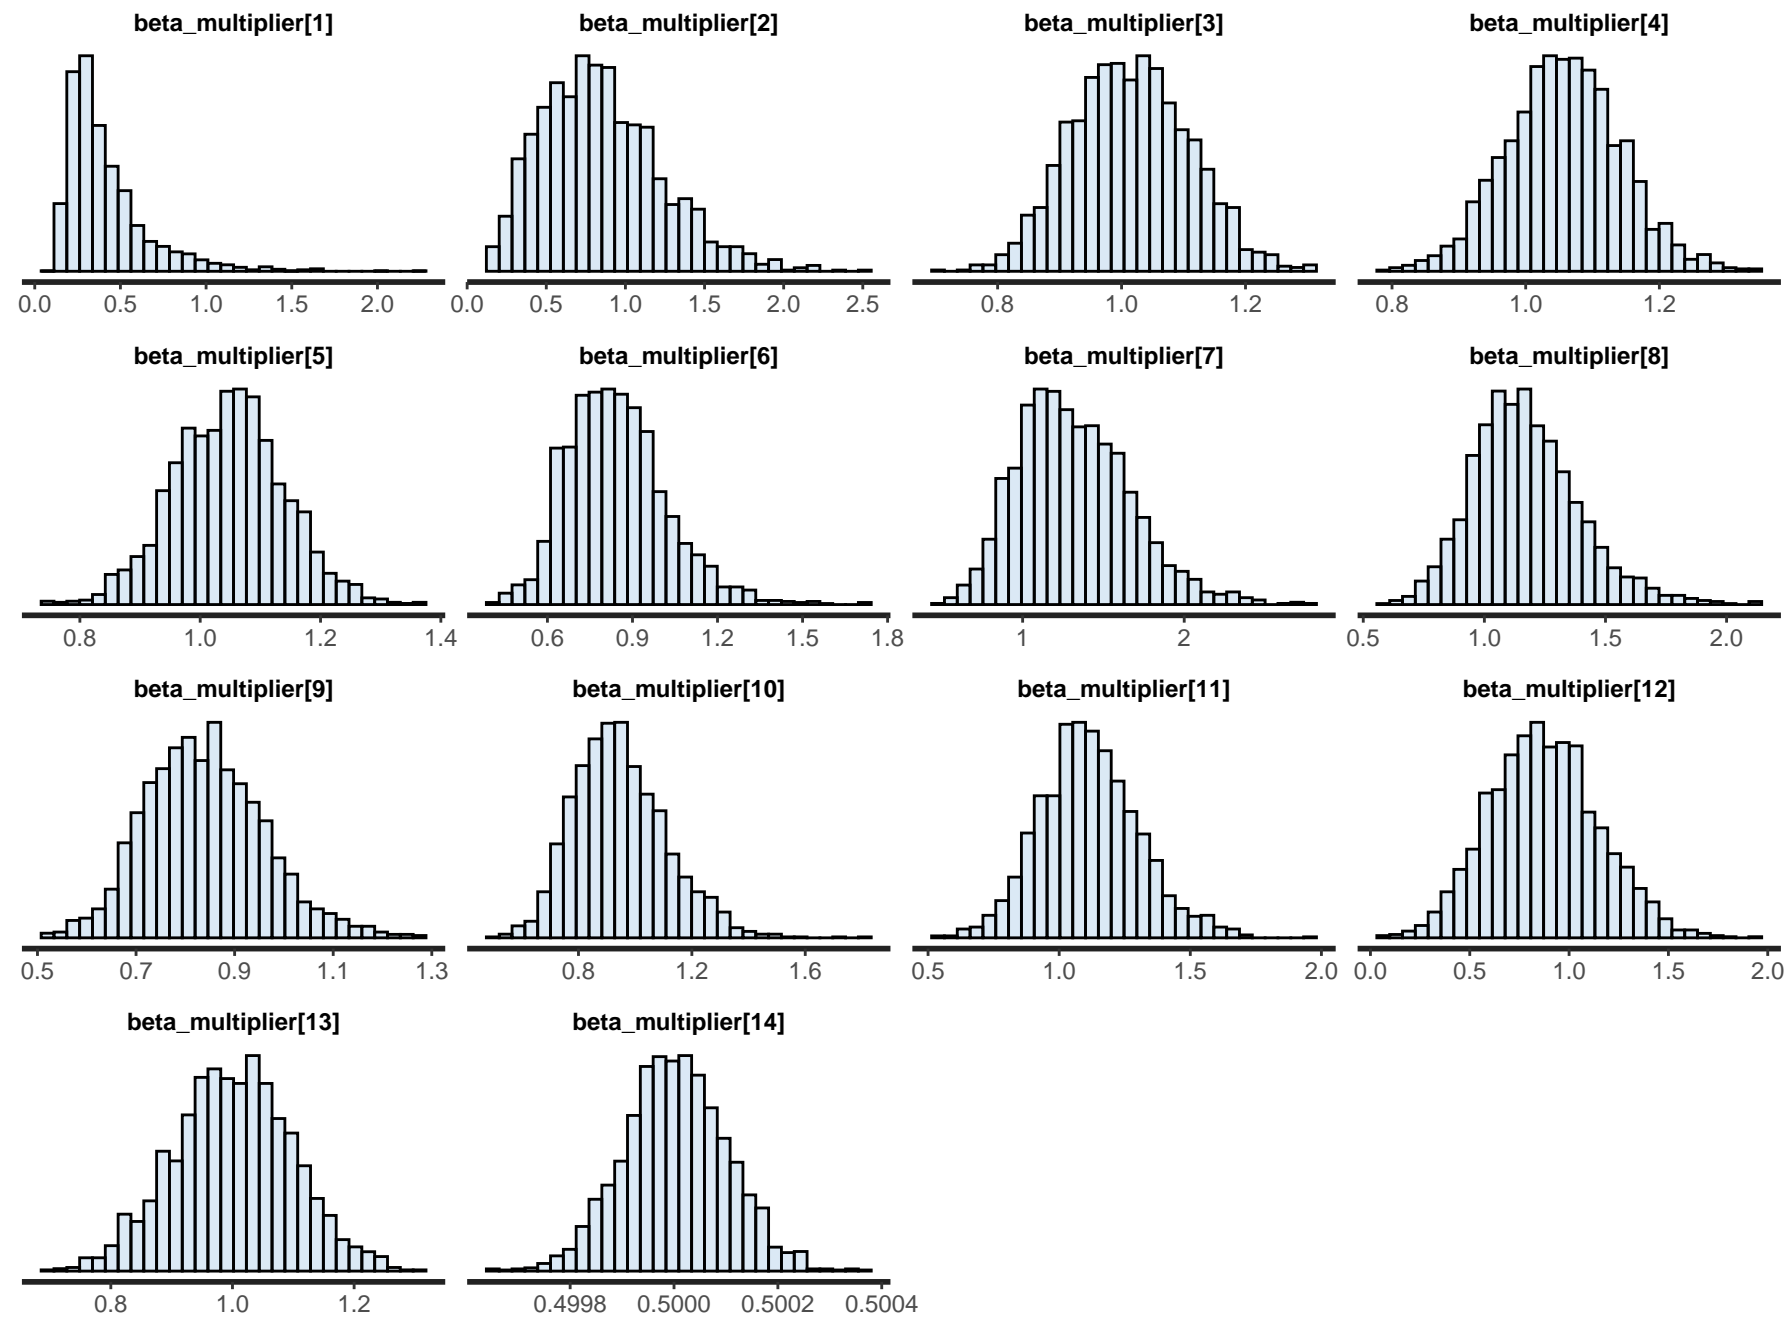 beta_multiplier[1] beta_multiplier[2] beta_multiplier[3] beta_multiplier[4]
0.0 0.5 1.0 1.5 2.0 0.0 0.5 1.0 1.5 2.0 2.5 0.8 1.0 1.2 0.8 1.0 1.2
beta_multiplier[5] beta_multiplier[6] beta_multiplier[7] beta_multiplier[8]
0.8 1.0 1.2 1.4 0.6 0.9 1.2 1.5 1.8 1 2 0.5 1.0 1.5 2.0
beta_multiplier[9] beta_multiplier[10] beta_multiplier[11] beta_multiplier[12]
0.5 0.7 0.9 1.1 1.3 0.8 1.2 1.6 0.5 1.0 1.5 2.0 0.0 0.5 1.0 1.5 2.0
beta_multiplier[13] beta_multiplier[14]
0.8 1.0 1.2 0.4998 0.5000 0.5002 0.5004